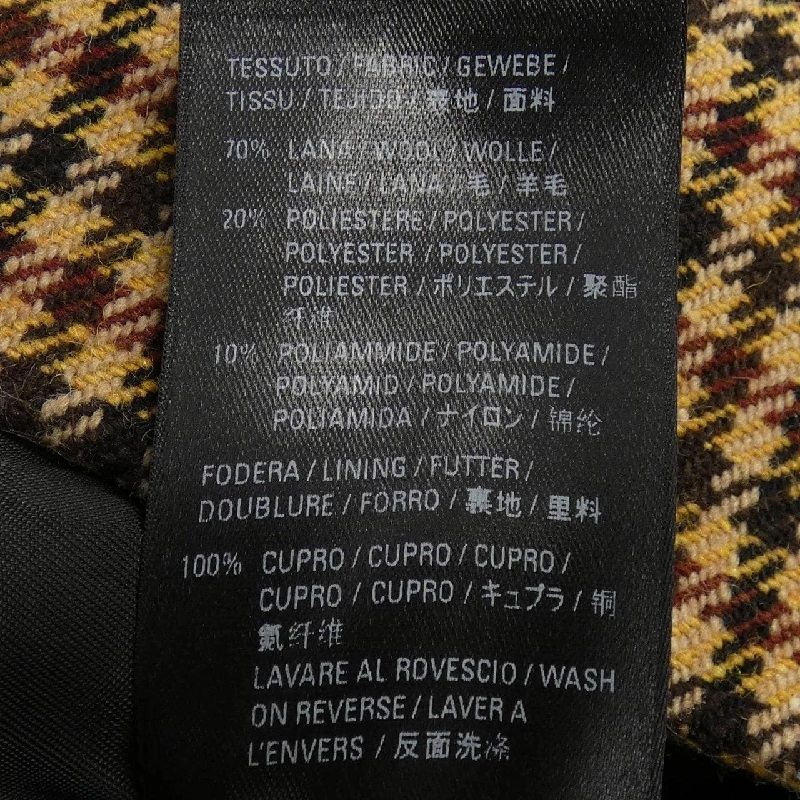 TESSUTO / FABRIC / GEWEBE /
TISSU / TEJIDO / 表地 / 面料
70% LANA / WOOL / WOLLE /
LAINE / LANA / 毛 / 羊毛
20% POLIESTERE / POLYESTER /
POLYESTER / POLYESTER /
POLIESTER / ポリエステル / 聚酯
纤维
10% POLIAMMIDE / POLYAMIDE /
POLYAMID / POLYAMIDE /
POLIAMIDA / ナイロン / 锦纶
FODERA / LINING / FUTTER /
DOUBLURE / FORRO / 裏地 / 里料
100% CUPRO / CUPRO / CUPRO /
CUPRO / CUPRO / キュプラ / 铜
氨纤维
LAVARE AL ROVESCIO / WASH
ON REVERSE / LAVER A
L'ENVERS / 反面洗涤